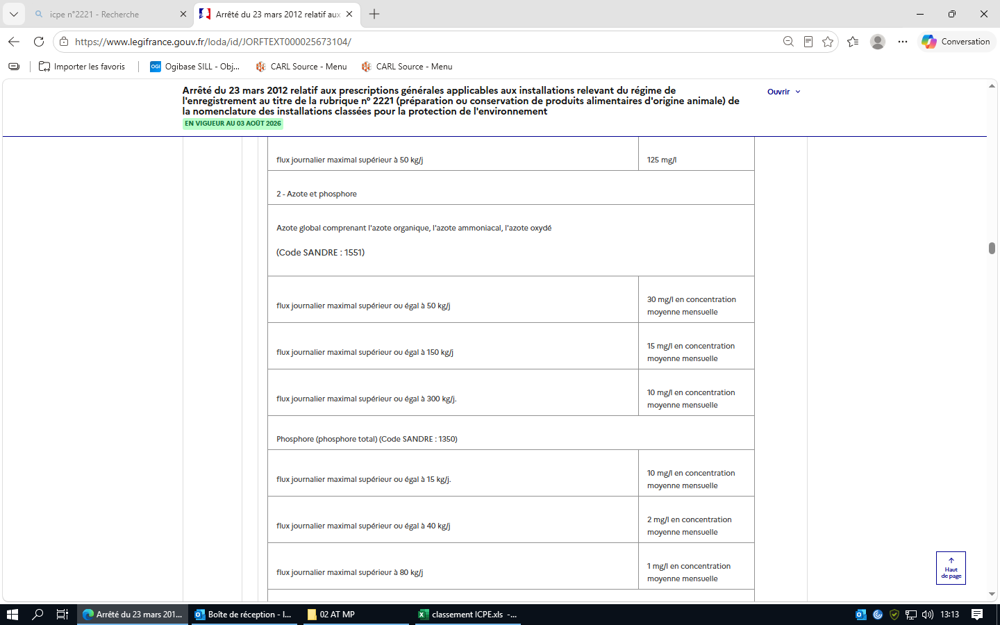 icpe n°2221 - Recherche
Arrêté du 23 mars 2012 relatif aux
https://www.legifrance.gouv.fr/loda/id/JORFTEXT000025673104/
Conversation
Importer les favoris
OGI
Ogibase SILL - Obj...
CARL Source - Menu
CARL Source - Menu
Arrêté du 23 mars 2012 relatif aux prescriptions générales applicables aux installations relevant du régime de
l'enregistrement au titre de la rubrique n° 2221 (préparation ou conservation de produits alimentaires d'origine animale) de
la nomenclature des installations classées pour la protection de l'environnement
Ouvrir
EN VIGUEUR AU 03 AOÛT 2026
flux journalier maximal supérieur à 50 kg/j
125 mg/l
2 - Azote et phosphore
Azote global comprenant l'azote organique, l'azote ammoniacal, l'azote oxydé
(Code SANDRE : 1551)
flux journalier maximal supérieur ou égal à 50 kg/j
30 mg/l en concentration
moyenne mensuelle
flux journalier maximal supérieur ou égal à 150 kg/j
15 mg/l en concentration
moyenne mensuelle
flux journalier maximal supérieur ou égal à 300 kg/j.
10 mg/l en concentration
moyenne mensuelle
Phosphore (phosphore total) (Code SANDRE : 1350)
flux journalier maximal supérieur ou égal à 15 kg/j.
10 mg/l en concentration
moyenne mensuelle
flux journalier maximal supérieur ou égal à 40 kg/j
2 mg/l en concentration
moyenne mensuelle
flux journalier maximal supérieur à 80 kg/j
1 mg/l en concentration
moyenne mensuelle
Haut
de page
Arrêté du 23 mars 201...
Boîte de réception - I...
02 AT MP
classement ICPE.xls -...
13:13